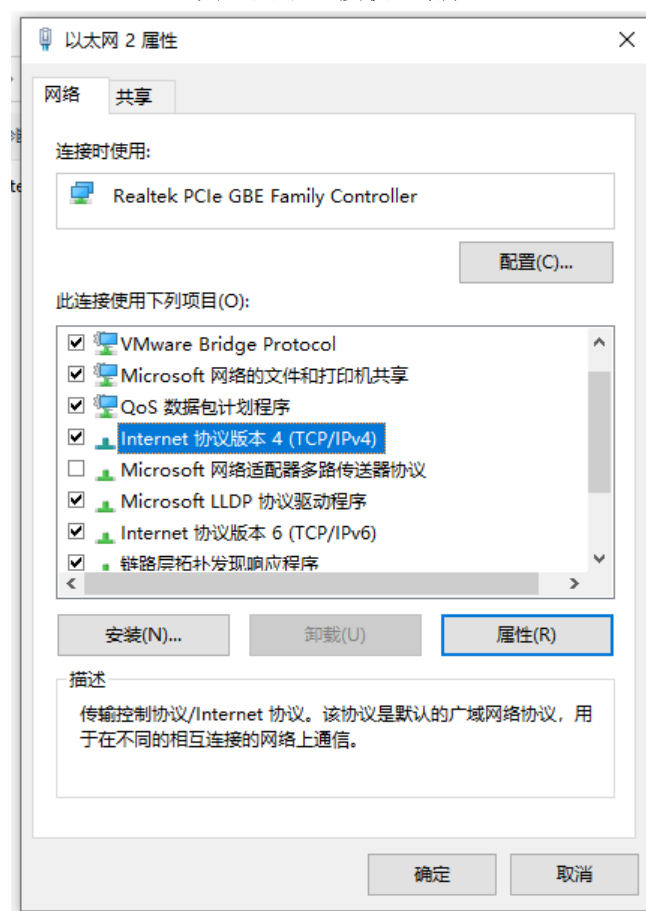 以太网 2 属性
网络
共享
连接时使用:
Realtek PCIe GBE Family Controller
配置(C)...
此连接使用下列项目(O):
VMware Bridge Protocol
Microsoft 网络的文件和打印机共享
QoS 数据包计划程序
Internet 协议版本 4 (TCP/IPv4)
Microsoft 网络适配器多路传送器协议
Microsoft LLDP 协议驱动程序
Internet 协议版本 6 (TCP/IPv6)
链路层拓扑发现响应程序
安装(N)...
卸载(U)
属性(R)
描述
传输控制协议/Internet 协议。该协议是默认的广域网络协议，用
于在不同的相互连接的网络上通信。
确定
取消